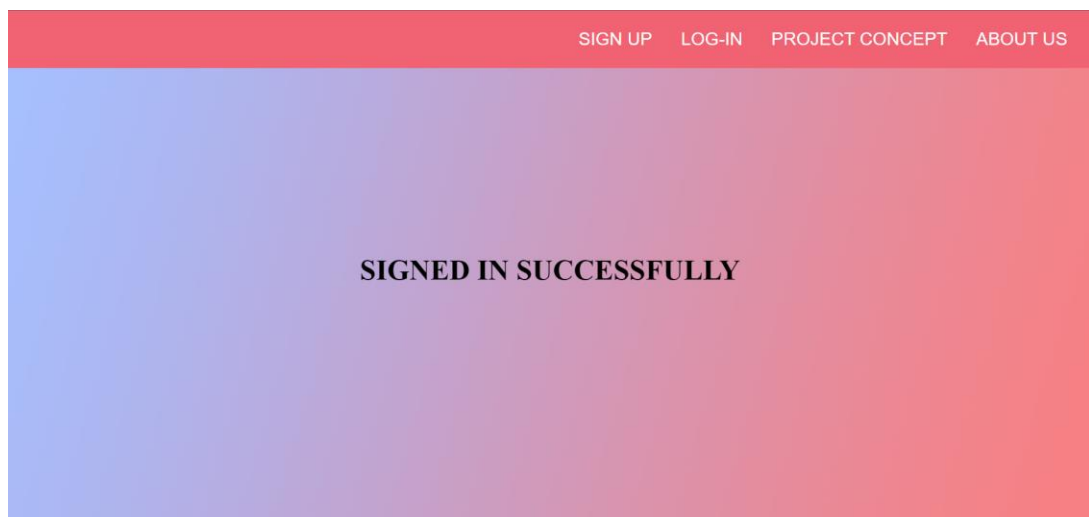 SIGN UP LOG-IN PROJECT CONCEPT ABOUT US
SIGNED IN SUCCESSFULLY